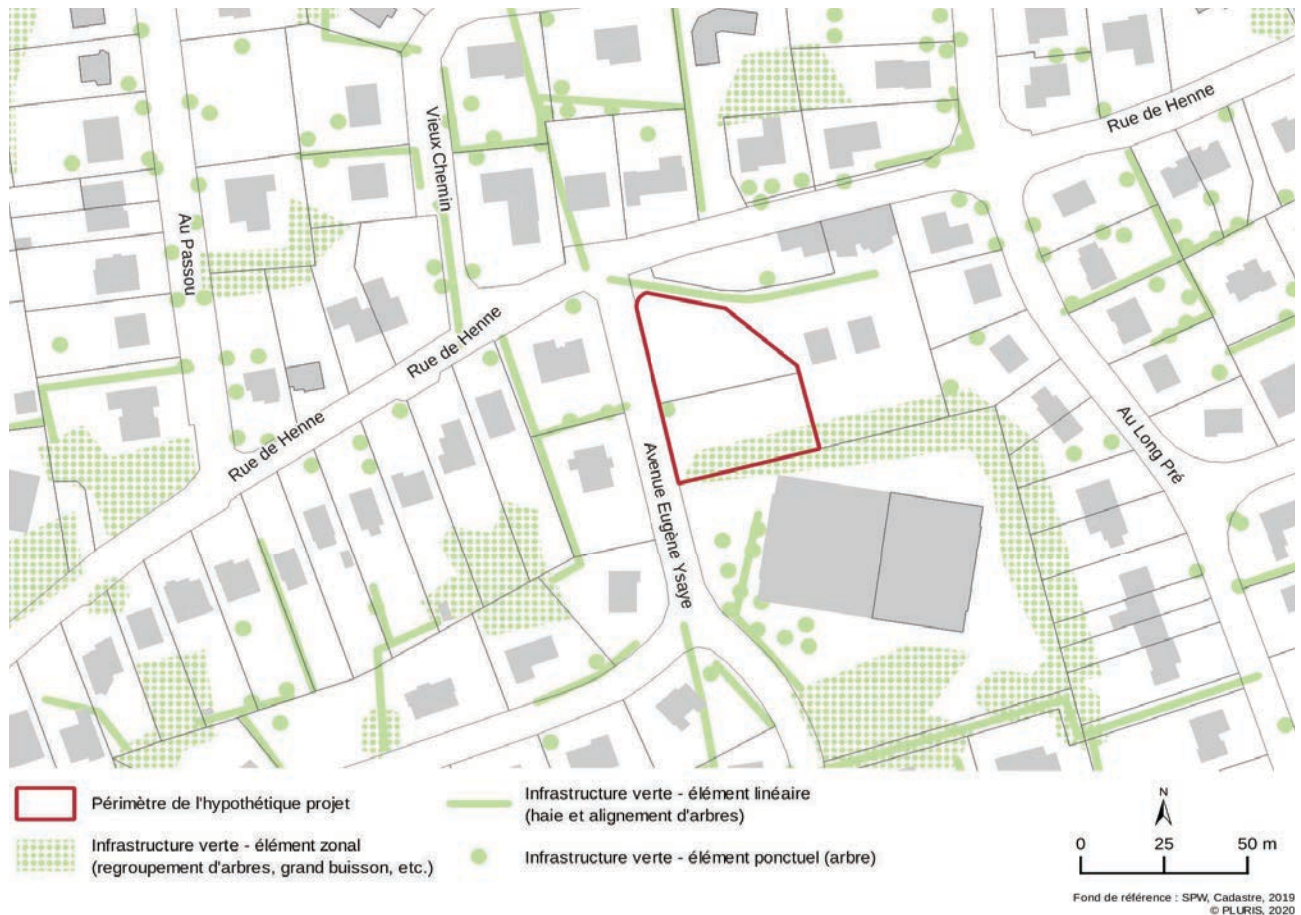 Rue de Henne
Vieux Chemin
Au Passou
Rue de Henne
Rue de Henne
Avenue Eugène Ysaye
Au Long Pré
Périmètre de l'hypothétique projet
Infrastructure verte - élément zonal
(regroupement d'arbres, grand buisson, etc.)
Infrastructure verte - élément linéaire
(haie et alignement d'arbres)
Infrastructure verte - élément ponctuel (arbre)
N
0 25 50 m
Fond de référence : SPW, Cadastre, 2019
© PLURIS, 2020